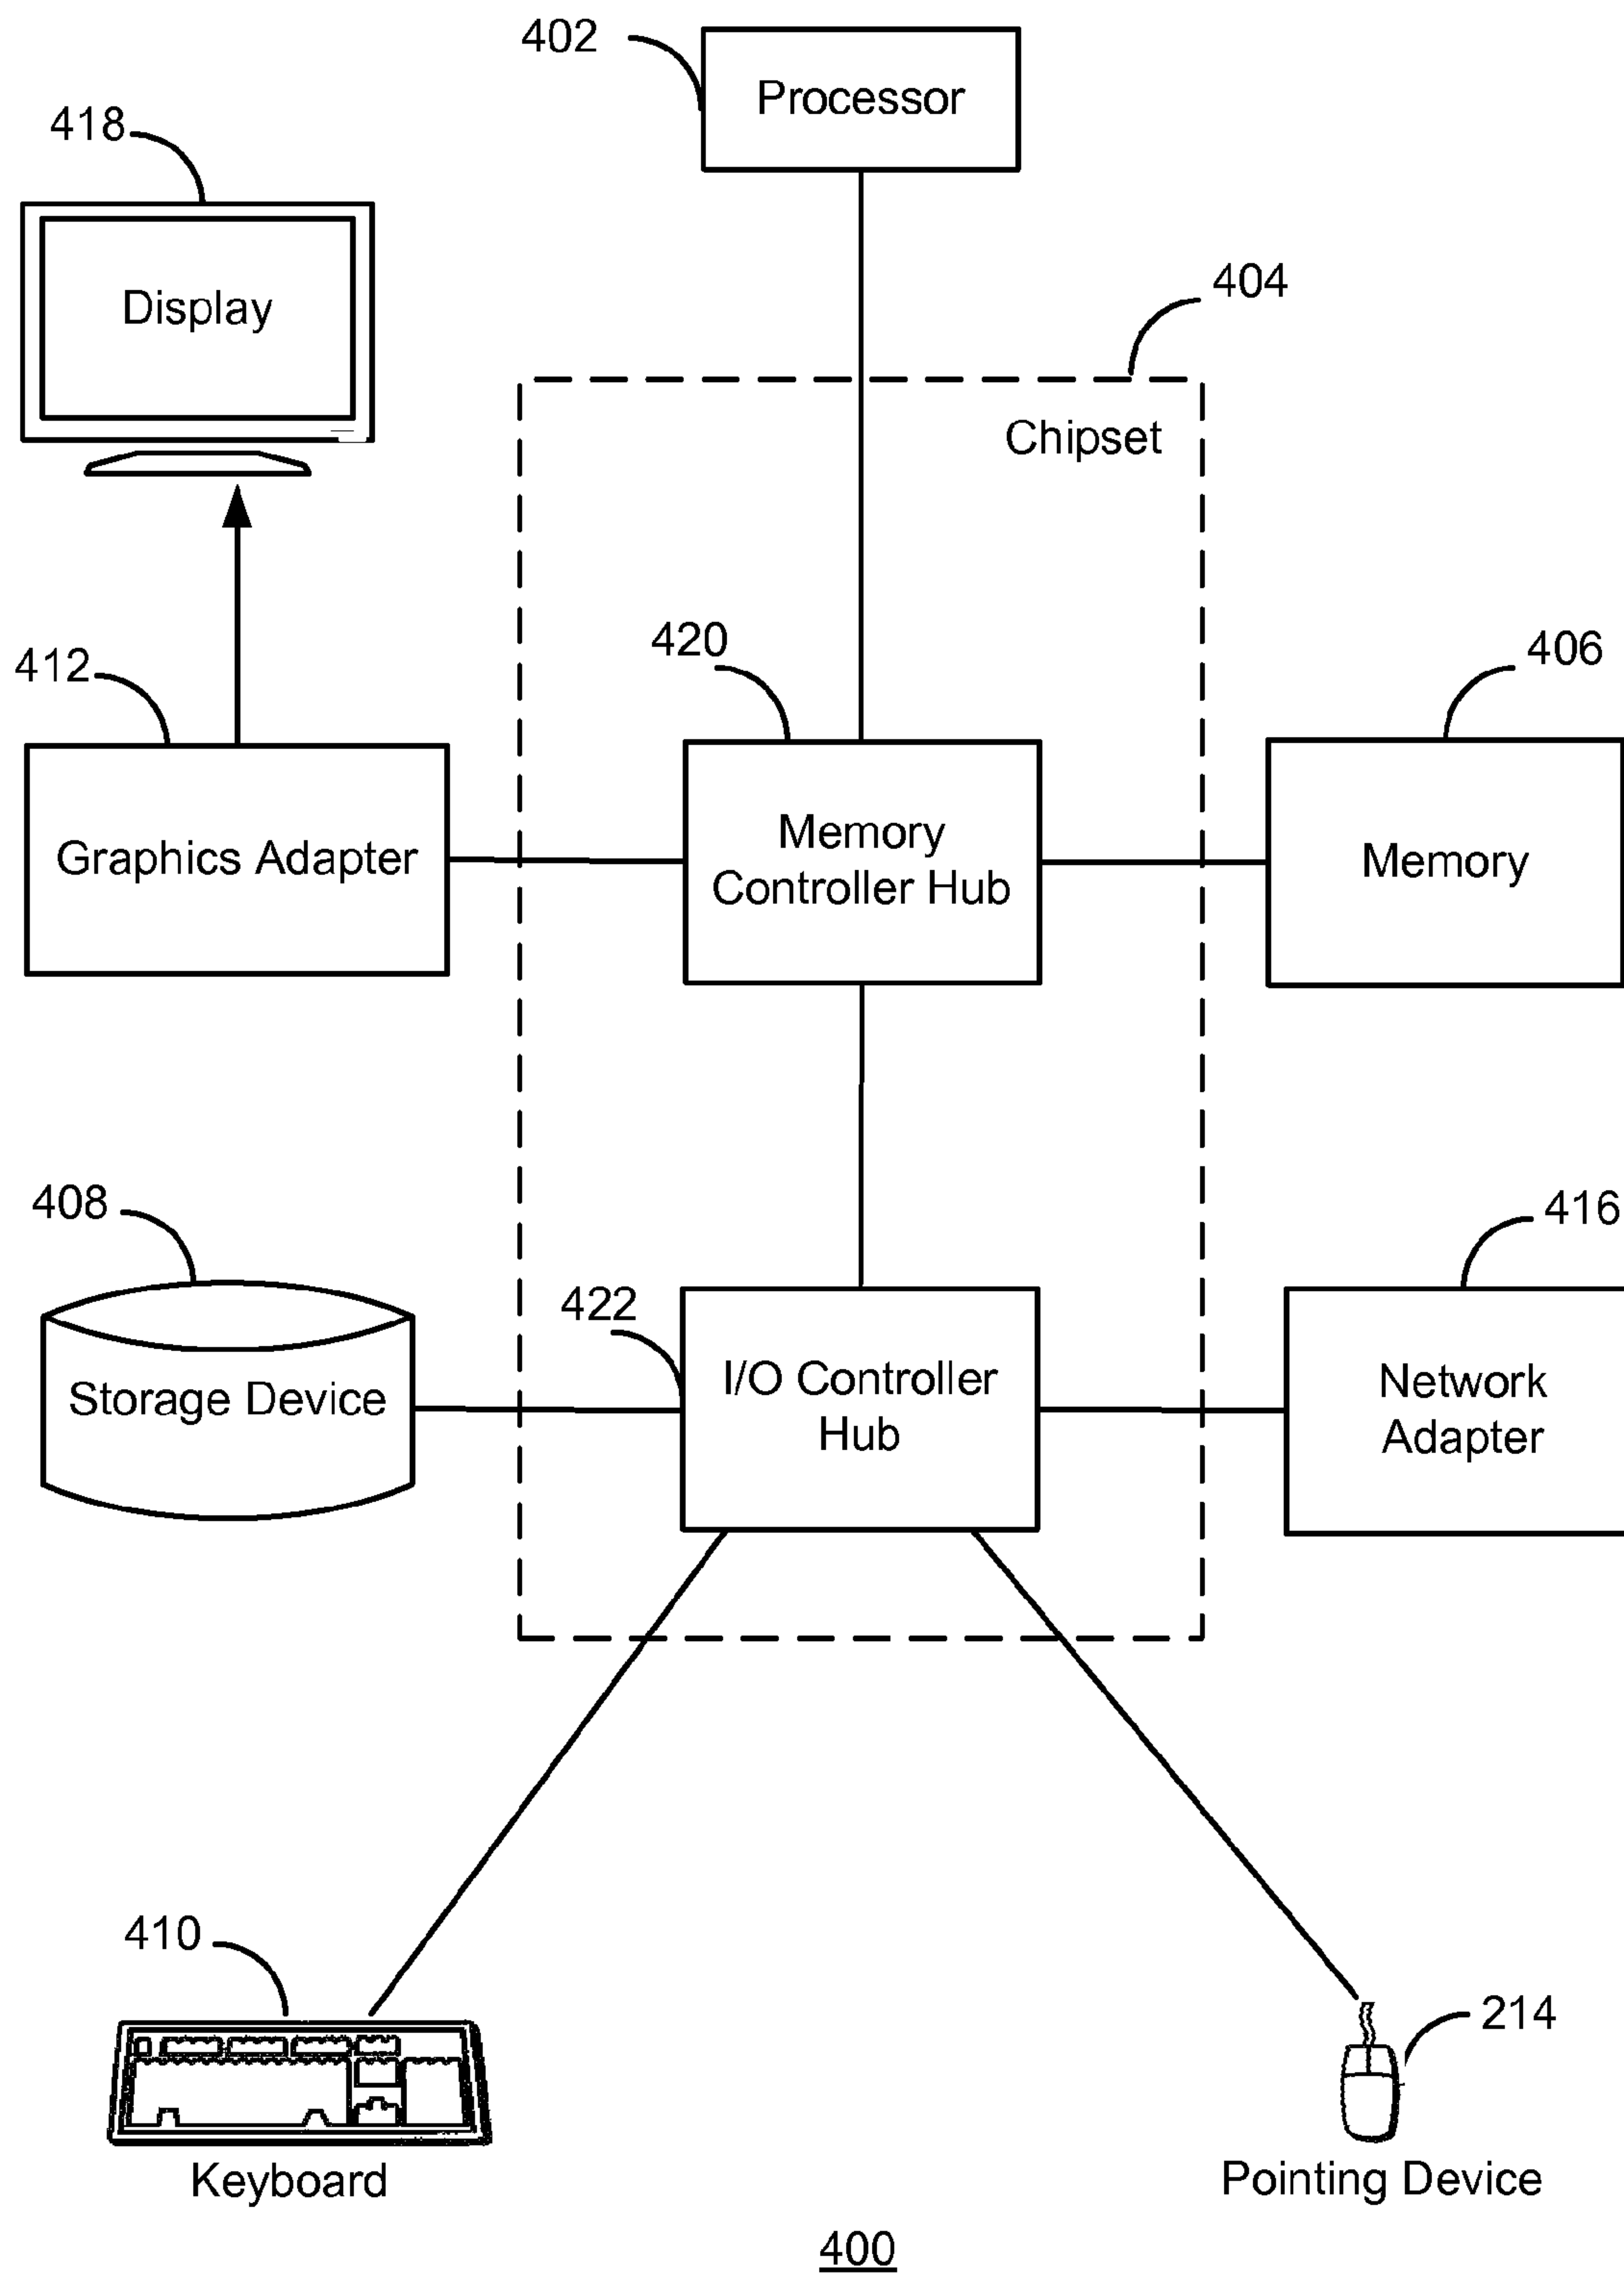 402
Processor
418
Display
404
Chipset
412
420
406
Graphics Adapter
Memory
Controller Hub
Memory
408
422
416
Storage Device
I/O Controller
Hub
Network
Adapter
410
Keyboard
214
Pointing Device
400